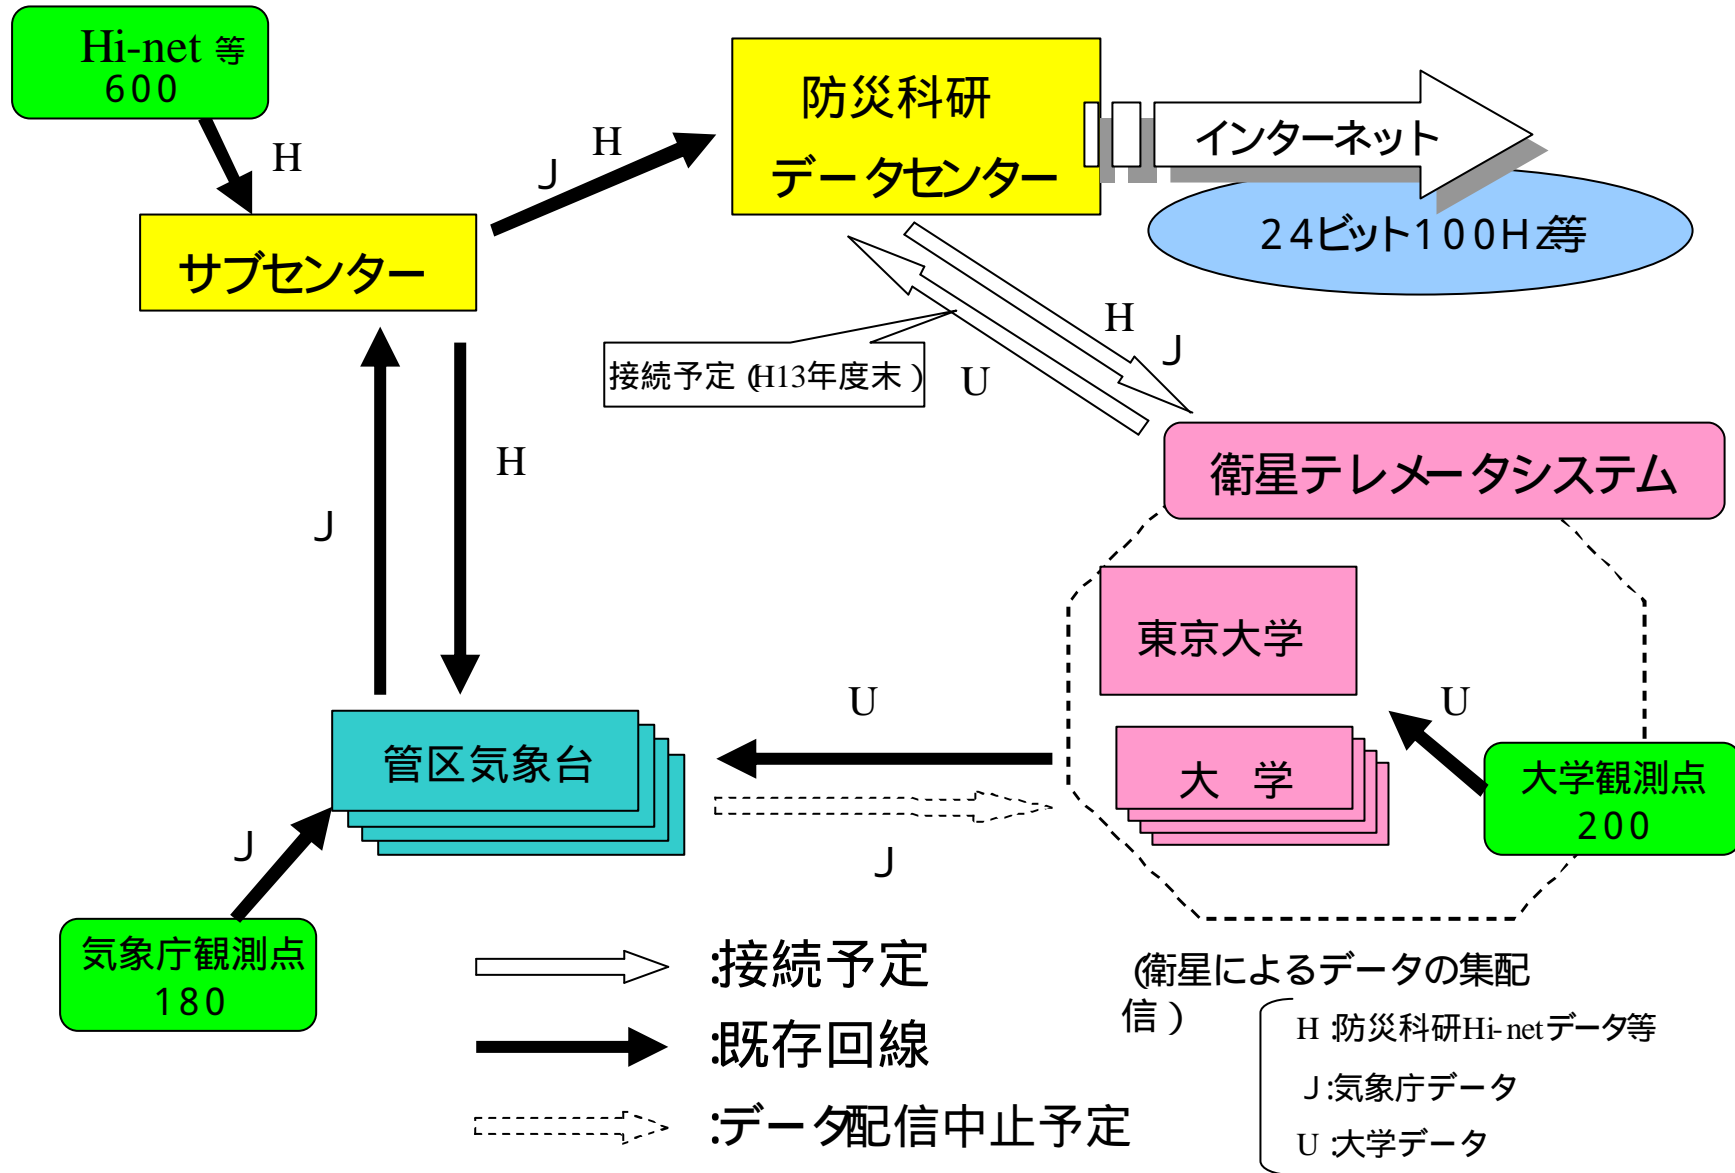 Hi-net 等
600
H
J
H
防災科研
データセンター
インターネット
24ビット100Hz等
サブセンター
H
J
接続予定(H13年度末)
U
衛星テレメータシステム
H
J
東京大学
U
U
管区気象台
大 学
大学観測点
200
J
J
気象庁観測点
180
:接続予定
(衛星によるデータの集配
信)
H:防災科研Hi-netデータ等
:既存回線
J:気象庁データ
:データ配信中止予定
U:大学データ